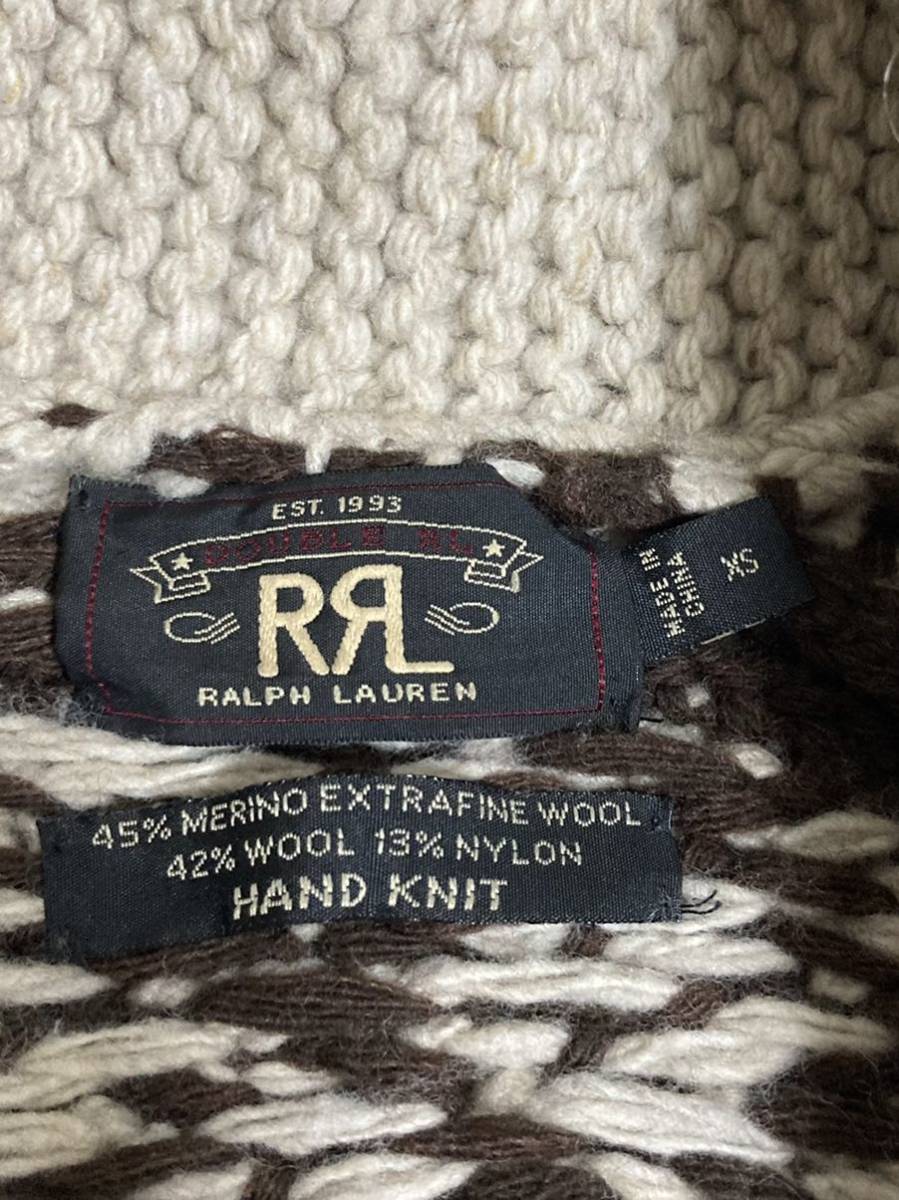 EST. 1993
DOUBLE RL
RRL
RALPH LAUREN
MADE IN
CHINA
XS
45% MERINO EXTRAFINE WOOL
42% WOOL 13% NYLON
HAND KNIT